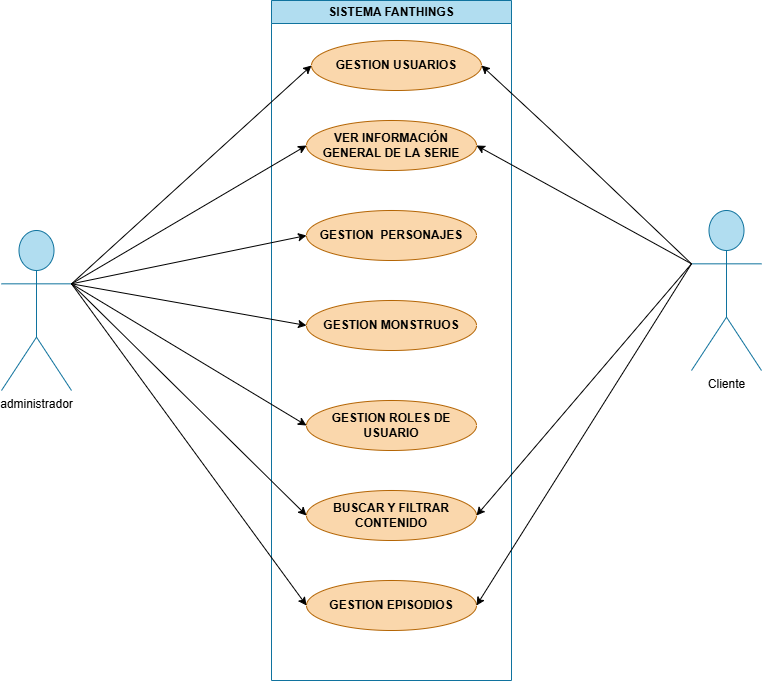 SISTEMA FANTHINGS
GESTION USUARIOS
VER INFORMACIÓN
GENERAL DE LA SERIE
GESTION PERSONAJES
GESTION MONSTRUOS
administrador
Cliente
GESTION ROLES DE
USUARIO
BUSCAR Y FILTRAR
CONTENIDO
GESTION EPISODIOS